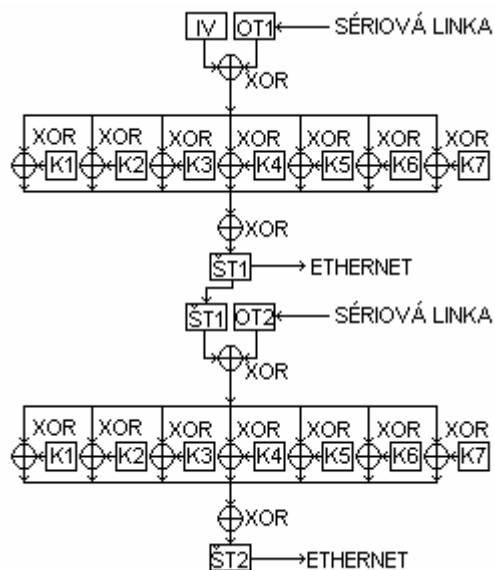 IV OT1 SÉRIOVÁ LINKA
XOR
XOR XOR XOR XOR XOR XOR XOR
K1 K2 K3 K4 K5 K6 K7
XOR
ŠT1 ETHERNET
ŠT1 OT2 SÉRIOVÁ LINKA
XOR
XOR XOR XOR XOR XOR XOR XOR
K1 K2 K3 K4 K5 K6 K7
XOR
ŠT2 ETHERNET